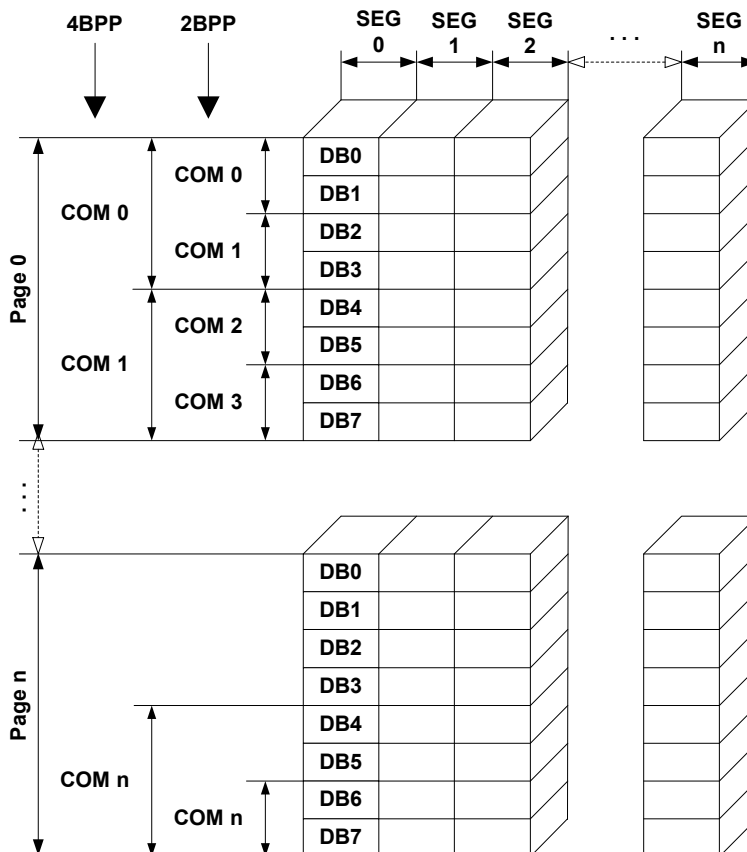 4BPP 2BPP SEG 0 SEG 1 SEG 2 . . . SEG n
Page 0
COM 0
COM 1
COM 0
COM 1
COM 2
COM 3
DB0
DB1
DB2
DB3
DB4
DB5
DB6
DB7
. . .
Page n
COM n
COM n
DB0
DB1
DB2
DB3
DB4
DB5
DB6
DB7